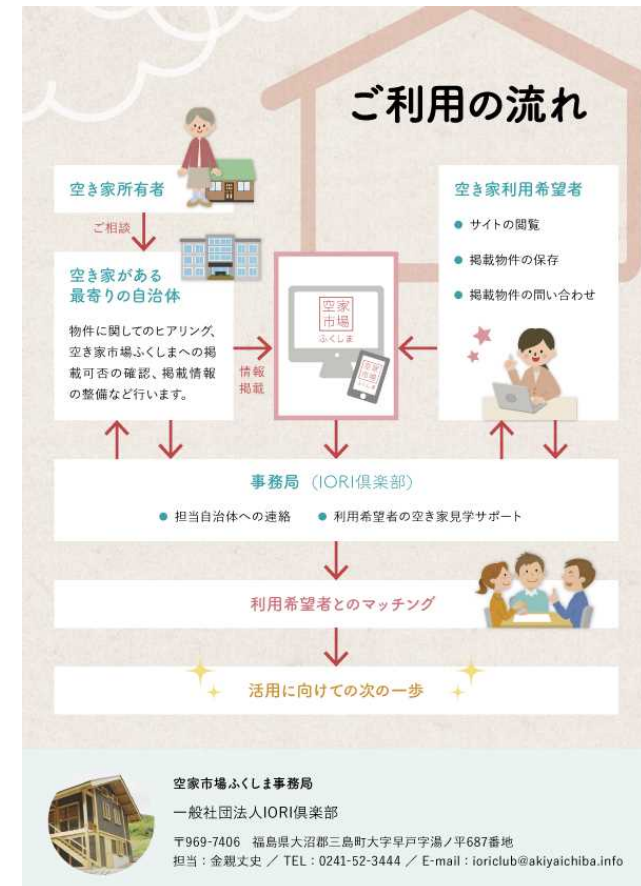 ご利用の流れ
空き家所有者
ご相談
空き家がある
最寄りの自治体
物件に関してのヒアリング、
空き家市場ふくしまへの掲
載可否の確認、掲載情報
の整備など行います。
情報
掲載
空家
市場
ふくしま
空家
市場
ふくしま
空き家利用希望者
● サイトの閲覧
● 掲載物件の保存
● 掲載物件の問い合わせ
事務局 (IORI倶楽部)
● 担当自治体への連絡 ● 利用希望者の空き家見学サポート
利用希望者とのマッチング
活用に向けての次の一歩
空家市場ふくしま事務局
一般社団法人IORI倶楽部
〒969-7406 福島県大沼郡三島町大字早戸字湯ノ平687番地
担当:金親丈史 / TEL:0241-52-3444 / E-mail:ioriclub@akiyaichiba.info